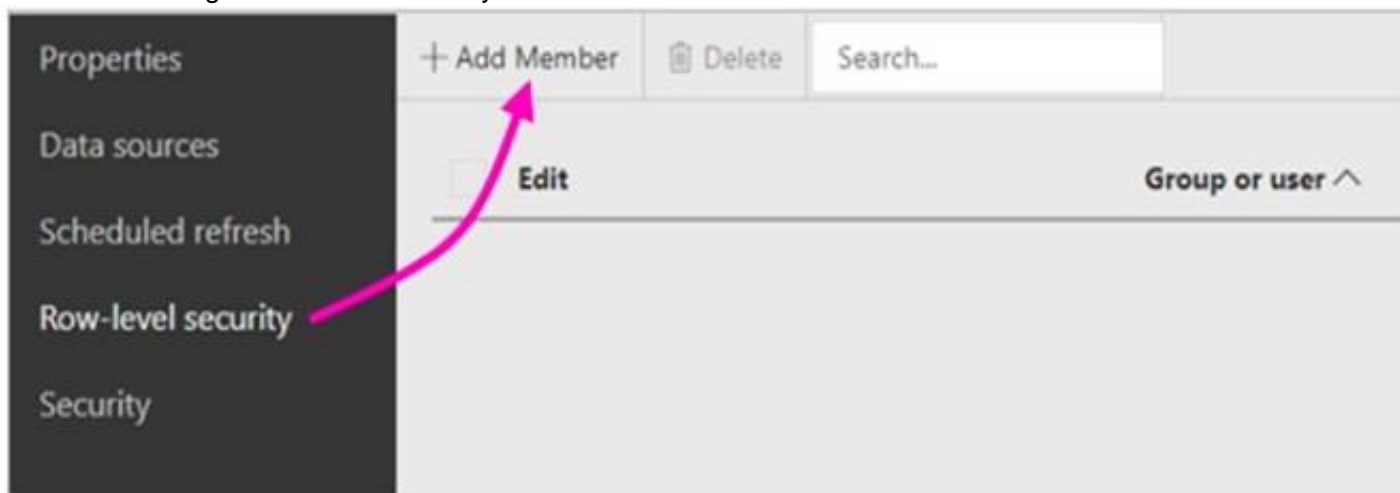 Properties
Data sources
Scheduled refresh
Row-level security
Security
+ Add Member
Delete
Search...
Edit
Group or user